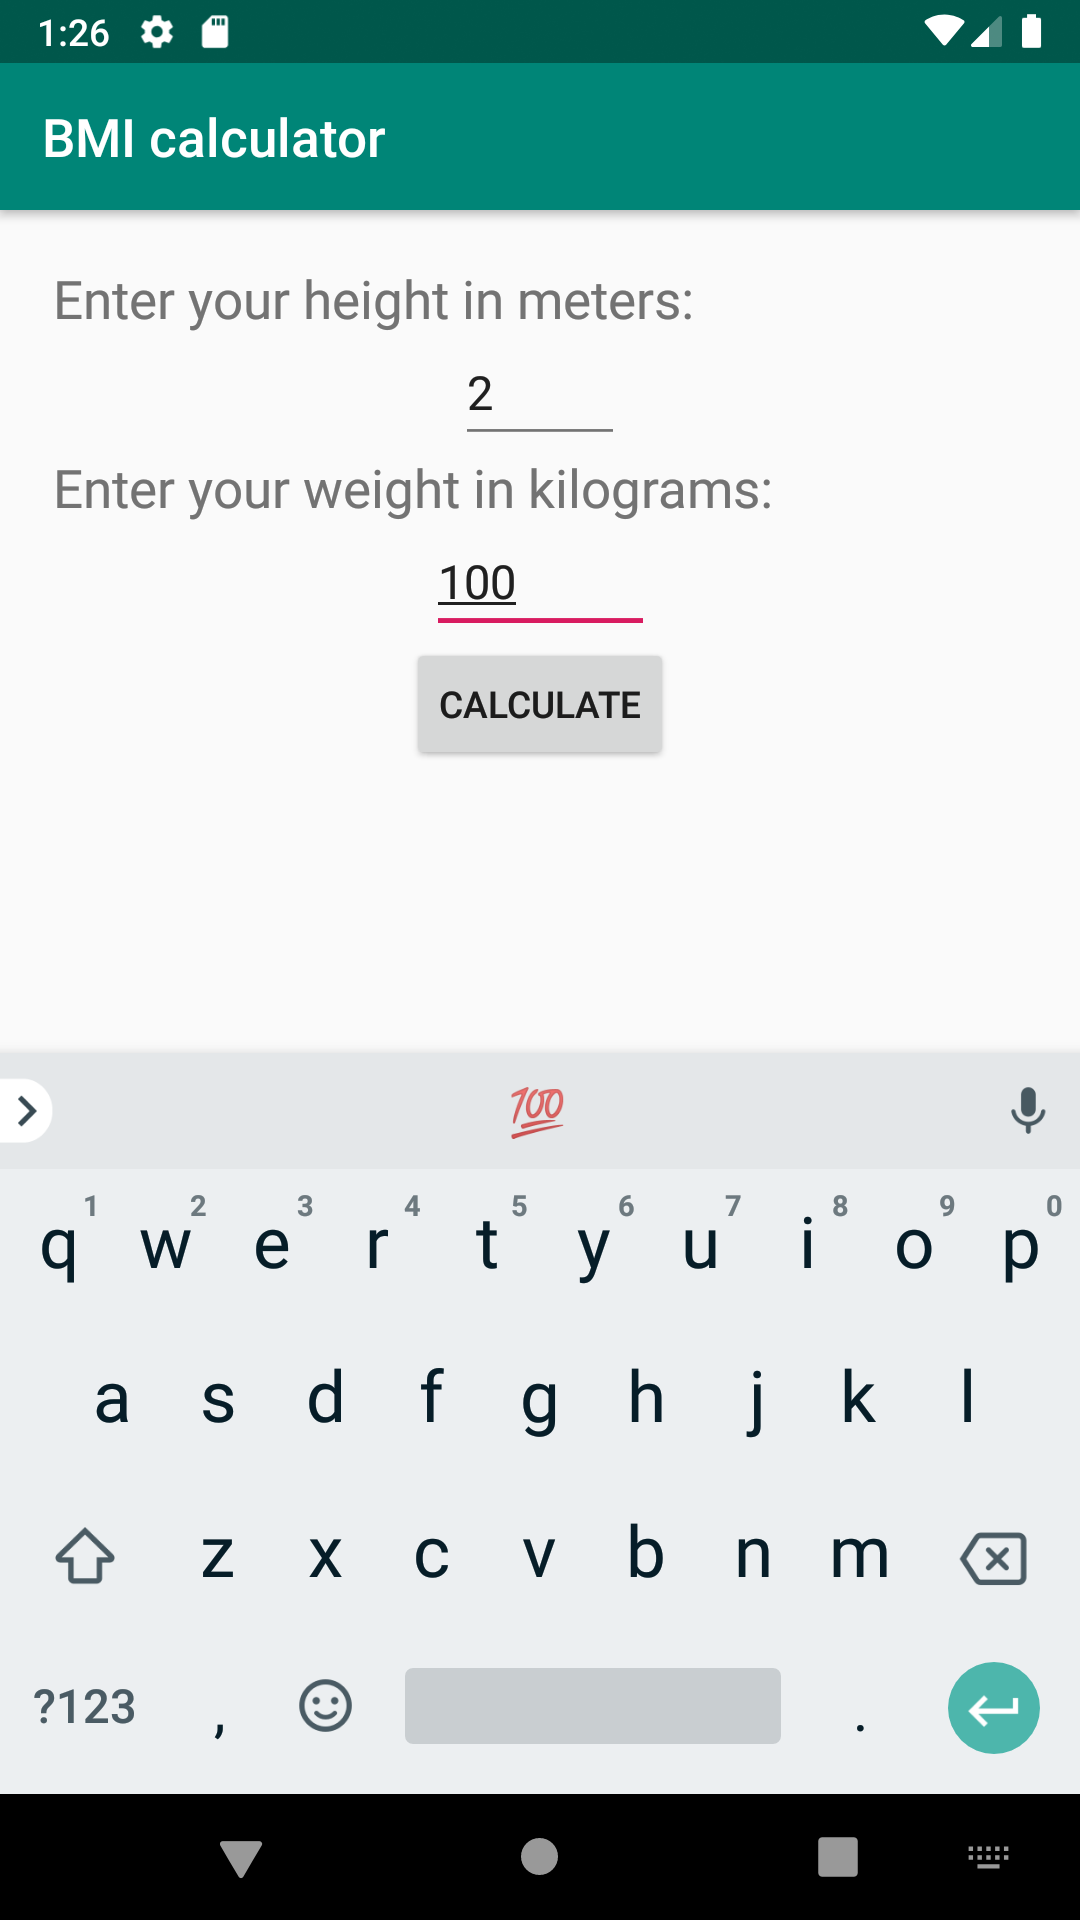 1:26
BMI calculator
Enter your height in meters:
2
Enter your weight in kilograms:
100
CALCULATE
💯
q 1 w 2 e 3 r 4 t 5 y 6 u 7 i 8 o 9 p 0
a s d f g h j k l
z x c v b n m
?123 , .